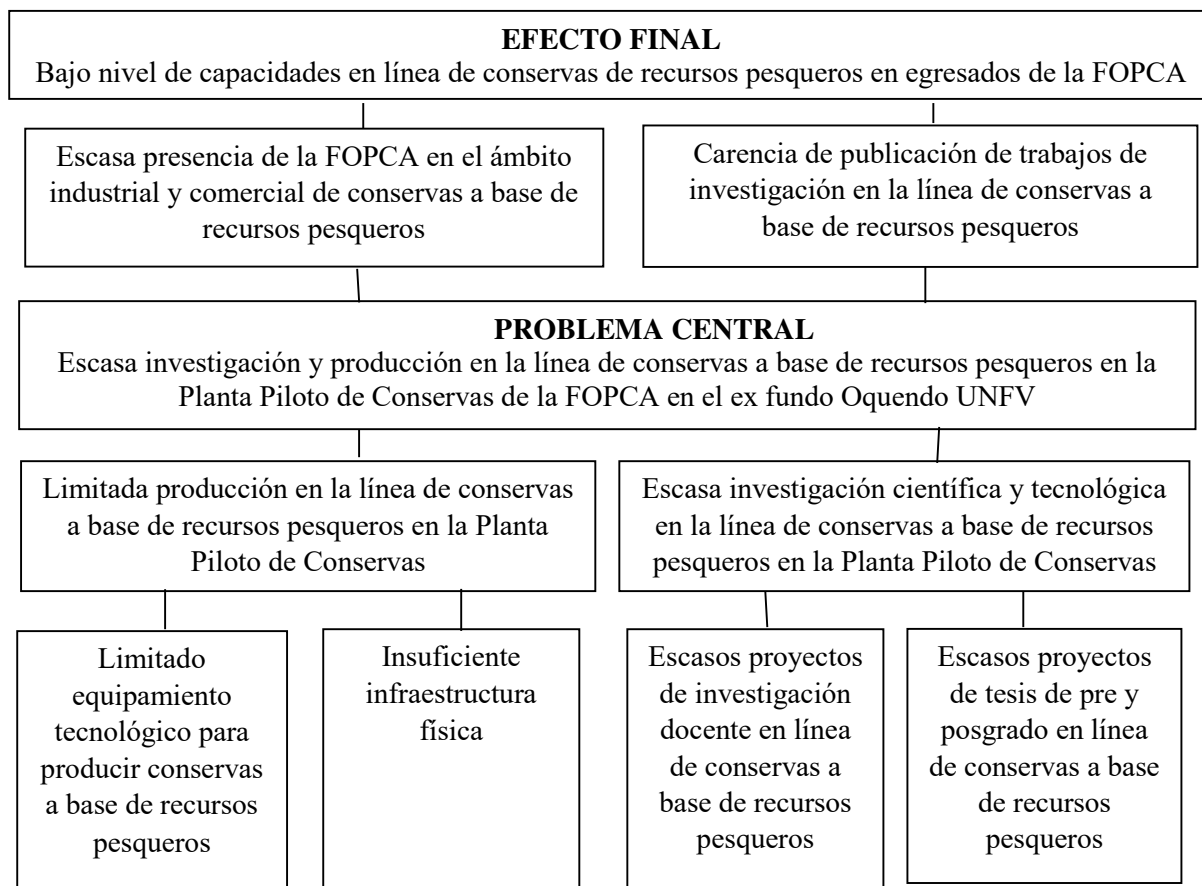 EFECTO FINAL
Bajo nivel de capacidades en línea de conservas de recursos pesqueros en egresados de la FOPCA
Escasa presencia de la FOPCA en el ámbito
industrial y comercial de conservas a base de
recursos pesqueros
Carencia de publicación de trabajos de
investigación en la línea de conservas a
base de recursos pesqueros
PROBLEMA CENTRAL
Escasa investigación y producción en la línea de conservas a base de recursos pesqueros en la
Planta Piloto de Conservas de la FOPCA en el ex fundo Oquendo UNFV
Limitada producción en la línea de conservas
a base de recursos pesqueros en la Planta
Piloto de Conservas
Escasa investigación científica y tecnológica
en la línea de conservas a base de recursos
pesqueros en la Planta Piloto de Conservas
Limitado
equipamiento
tecnológico para
producir conservas
a base de recursos
pesqueros
Insuficiente
infraestructura
física
Escasos proyectos
de investigación
docente en línea
de conservas a
base de recursos
pesqueros
Escasos proyectos
de tesis de pre y
posgrado en línea
de conservas a base
de recursos
pesqueros